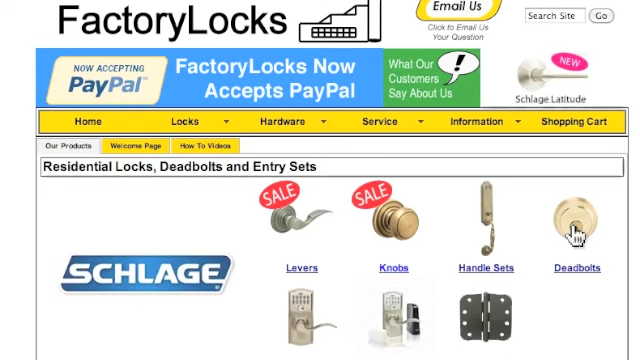 FactoryLocks
Email Us
Click to Email Us
Your Question
Search Site
Go
NOW ACCEPTING
PayPal™
FactoryLocks Now
Accepts PayPal
What Our
Customers
Say About Us
!
NEW
Schlage Latitude
Home
Locks
Hardware
Service
Information
Shopping Cart
Our Products
Welcome Page
How To Videos
Residential Locks, Deadbolts and Entry Sets
SALE
SALE
SCHLAGE
Levers
Knobs
Handle Sets
Deadbolts